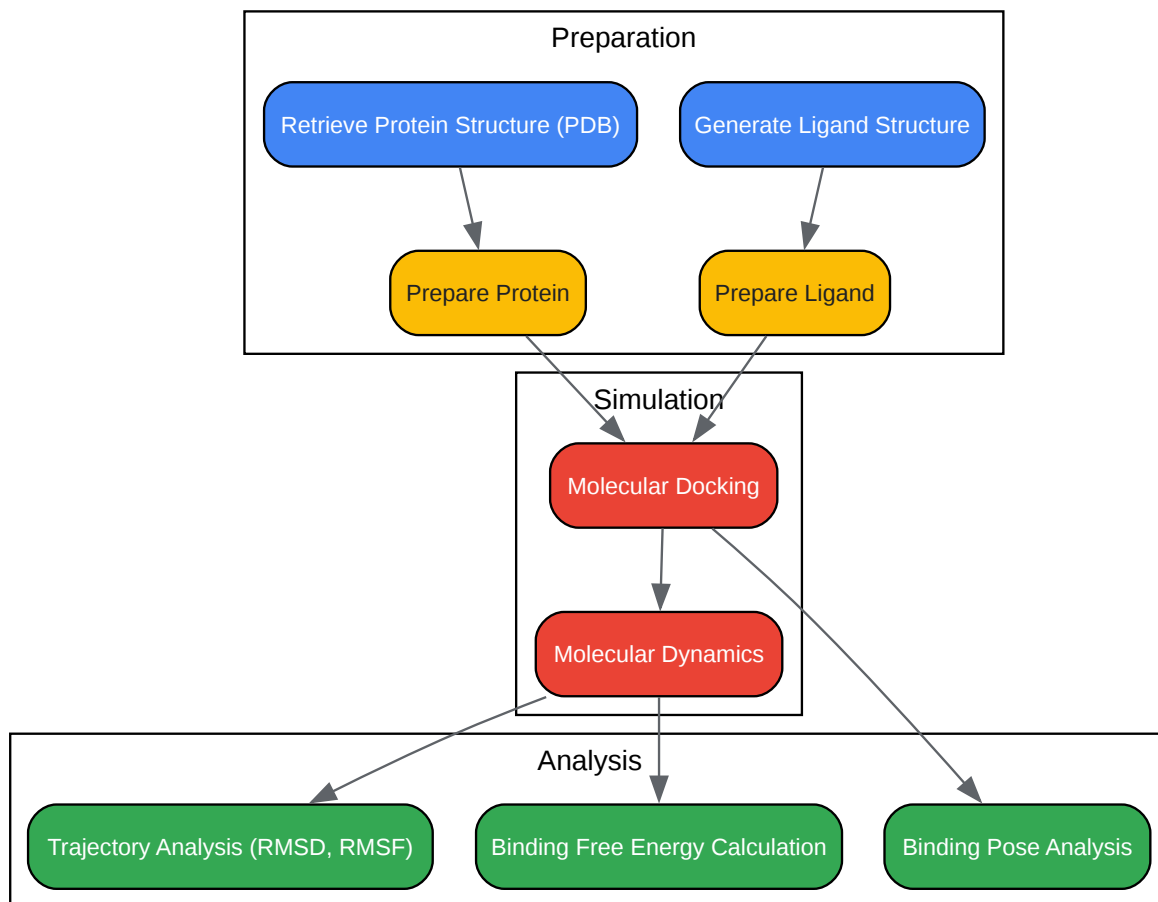 Preparation
Retrieve Protein Structure (PDB)
Generate Ligand Structure
Prepare Protein
Prepare Ligand
Simulation
Molecular Docking
Molecular Dynamics
Analysis
Trajectory Analysis (RMSD, RMSF)
Binding Free Energy Calculation
Binding Pose Analysis